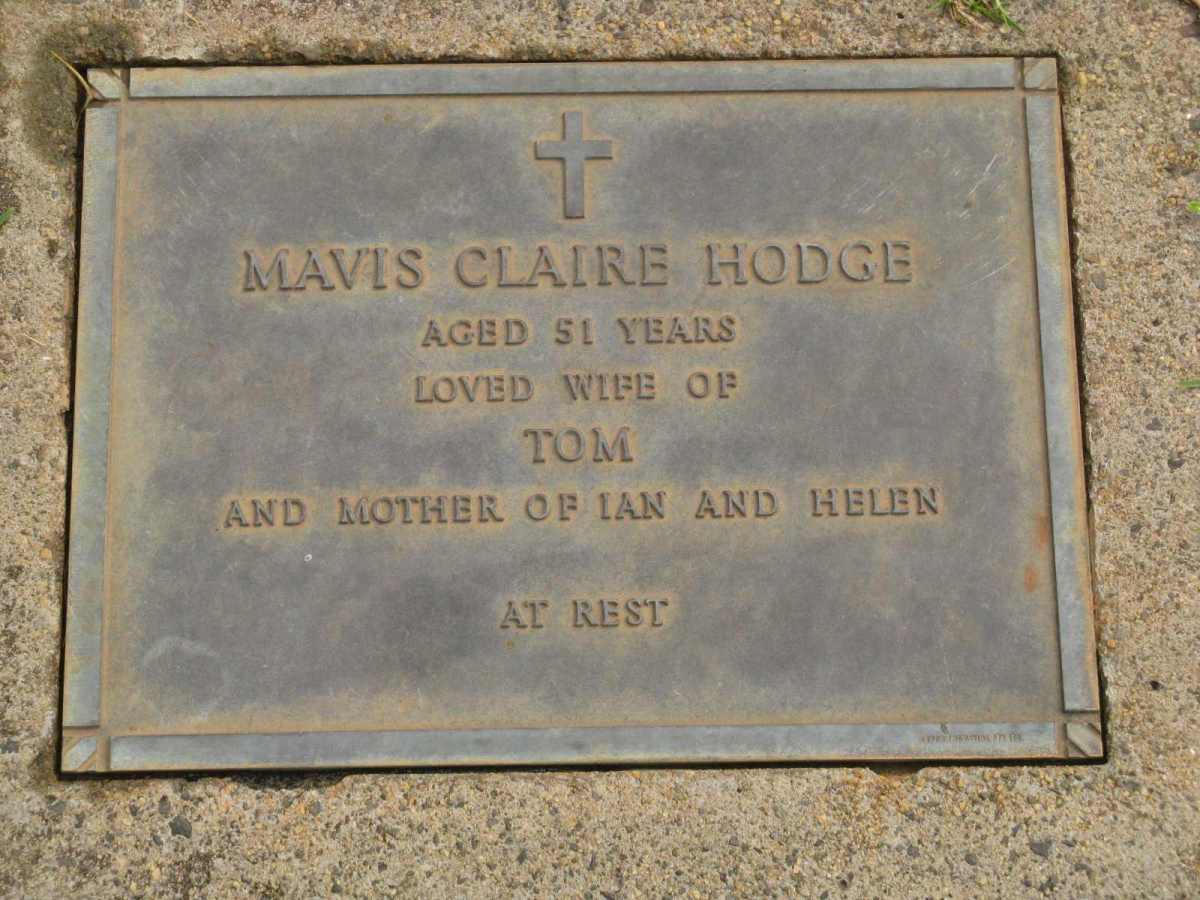 MAVIS CLAIRE HODGE
AGED 51 YEARS
LOVED WIFE OF
TOM
AND MOTHER OF IAN AND HELEN
AT REST